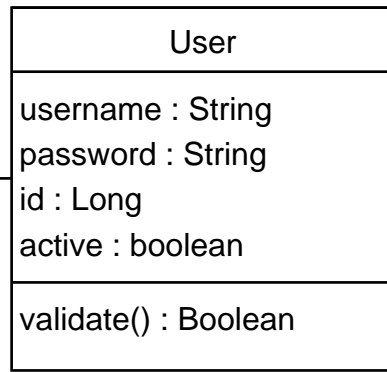 User
username : String
password : String
id : Long
active : boolean
validate() : Boolean